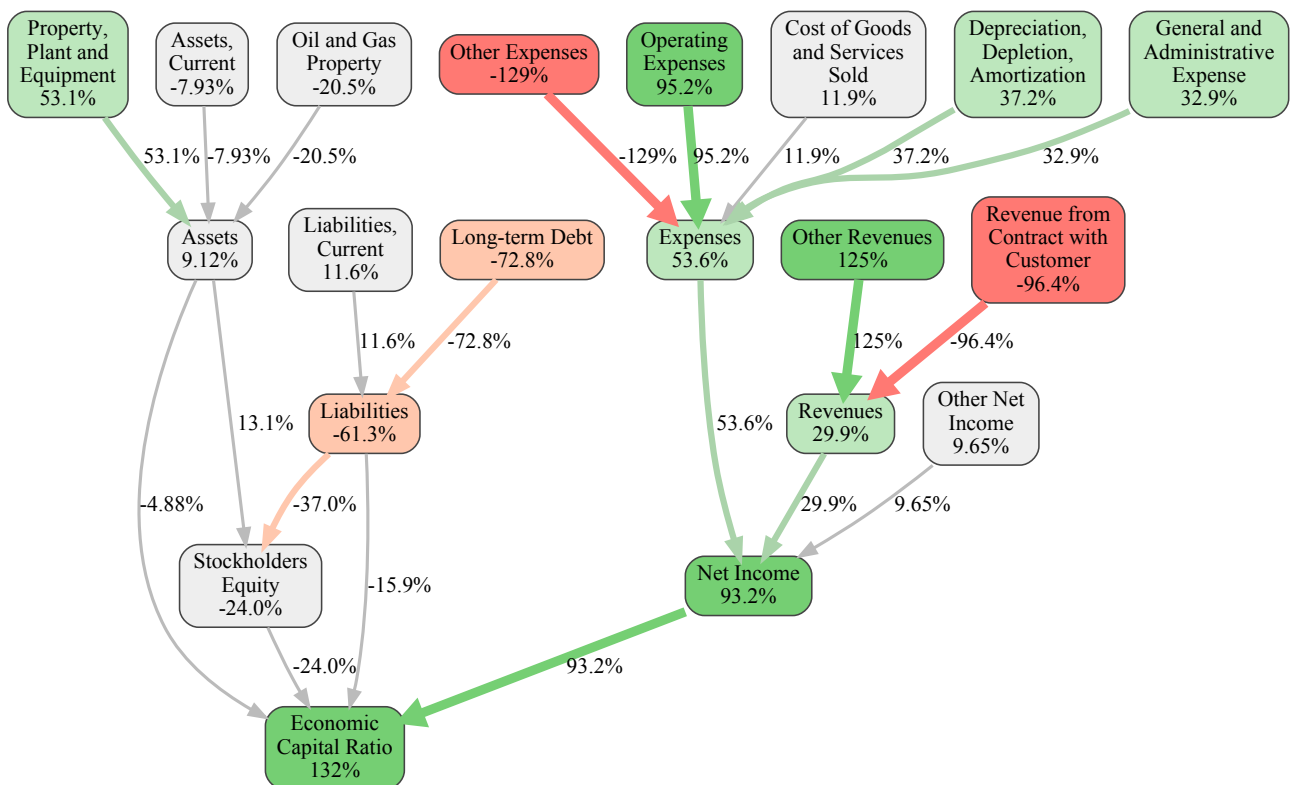 Property,
Plant and
Equipment
53.1%
Assets,
Current
-7.93%
Oil and Gas
Property
-20.5%
Other Expenses
-129%
Operating
Expenses
95.2%
Cost of Goods
and Services
Sold
11.9%
Depreciation,
Depletion,
Amortization
37.2%
General and
Administrative
Expense
32.9%
53.1%
-7.93%
-20.5%
-129%
95.2%
11.9%
37.2%
32.9%
Assets
9.12%
Liabilities,
Current
11.6%
Long-term Debt
-72.8%
Expenses
53.6%
Other Revenues
125%
Revenue from
Contract with
Customer
-96.4%
11.6%
-72.8%
125%
-96.4%
13.1%
Liabilities
-61.3%
53.6%
Revenues
29.9%
Other Net
Income
9.65%
-4.88%
-37.0%
29.9%
9.65%
Stockholders
Equity
-24.0%
-15.9%
Net Income
93.2%
-24.0%
93.2%
Economic
Capital Ratio
132%